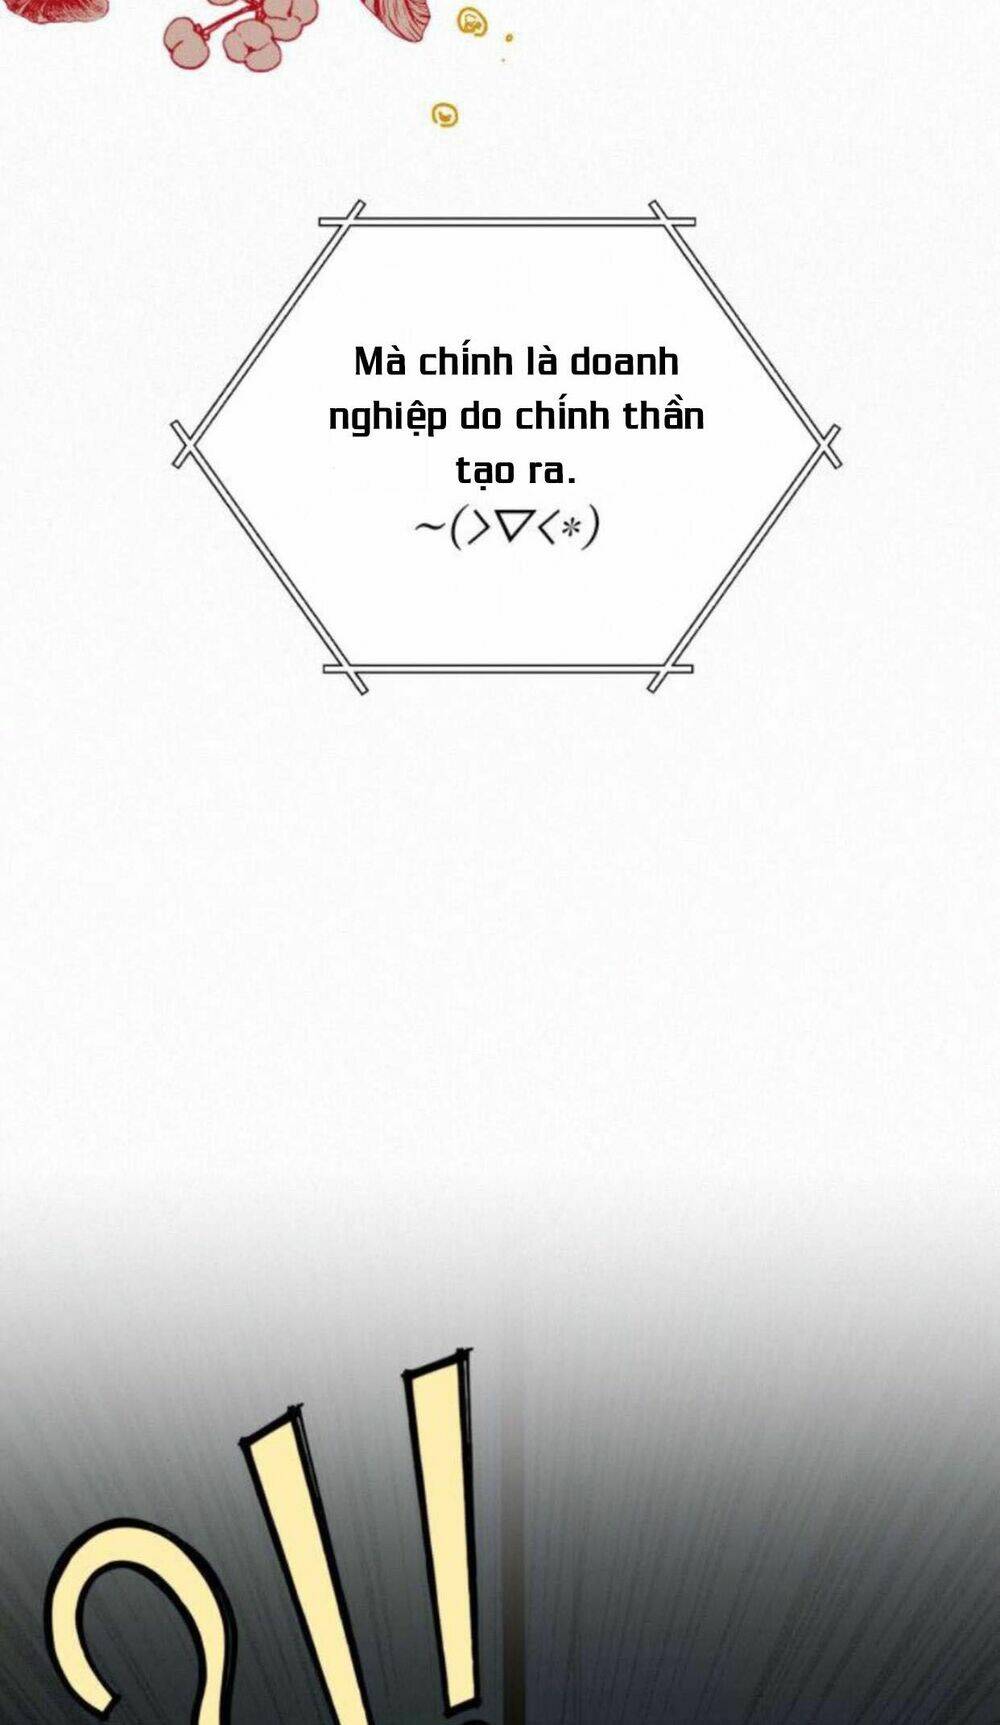 Mà chính là doanh
nghiệp do chính thần
tạo ra.
~(>▽<*)
?!!